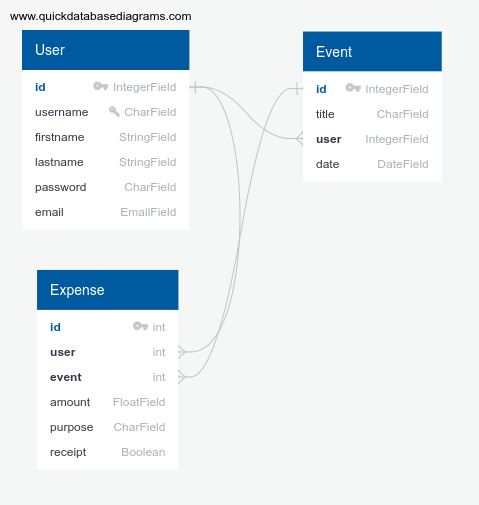 www.quickdatabasediagrams.com
User
id IntegerField
username CharField
firstname StringField
lastname StringField
password CharField
email EmailField
Event
id IntegerField
title CharField
user IntegerField
date DateField
Expense
id int
user int
event int
amount FloatField
purpose CharField
receipt Boolean